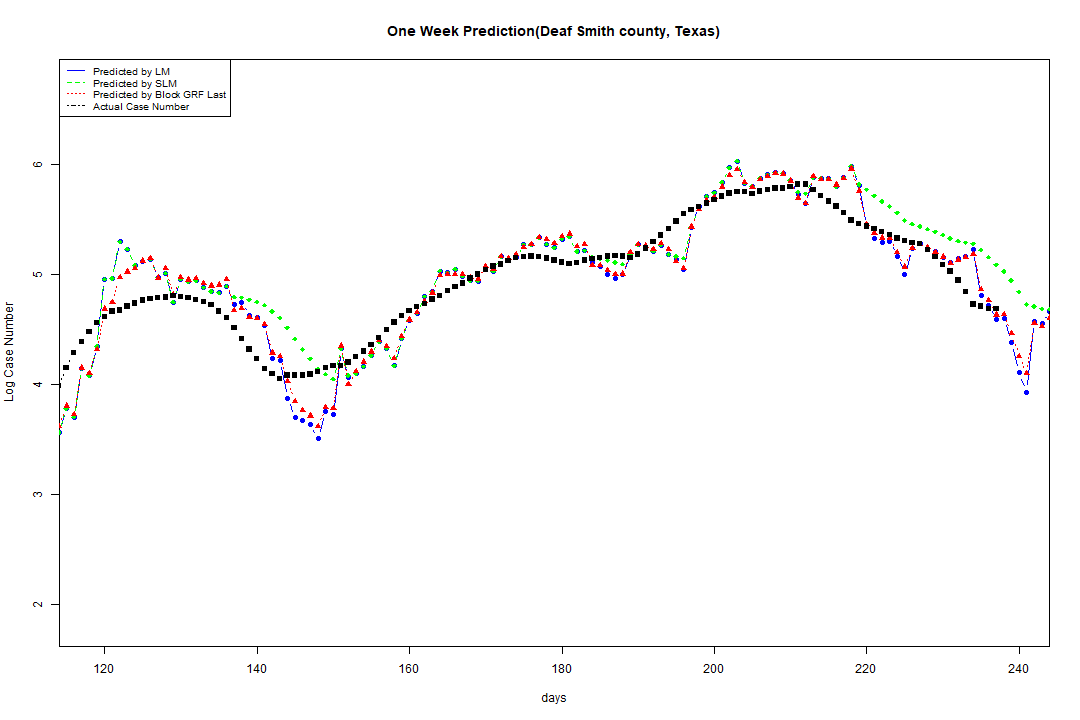 One Week Prediction(Deaf Smith county, Texas)
Predicted by LM
Predicted by SLM
Predicted by Block GRF Last
Actual Case Number
Log Case Number
6
5
4
3
2
120 140 160 180 200 220 240
days